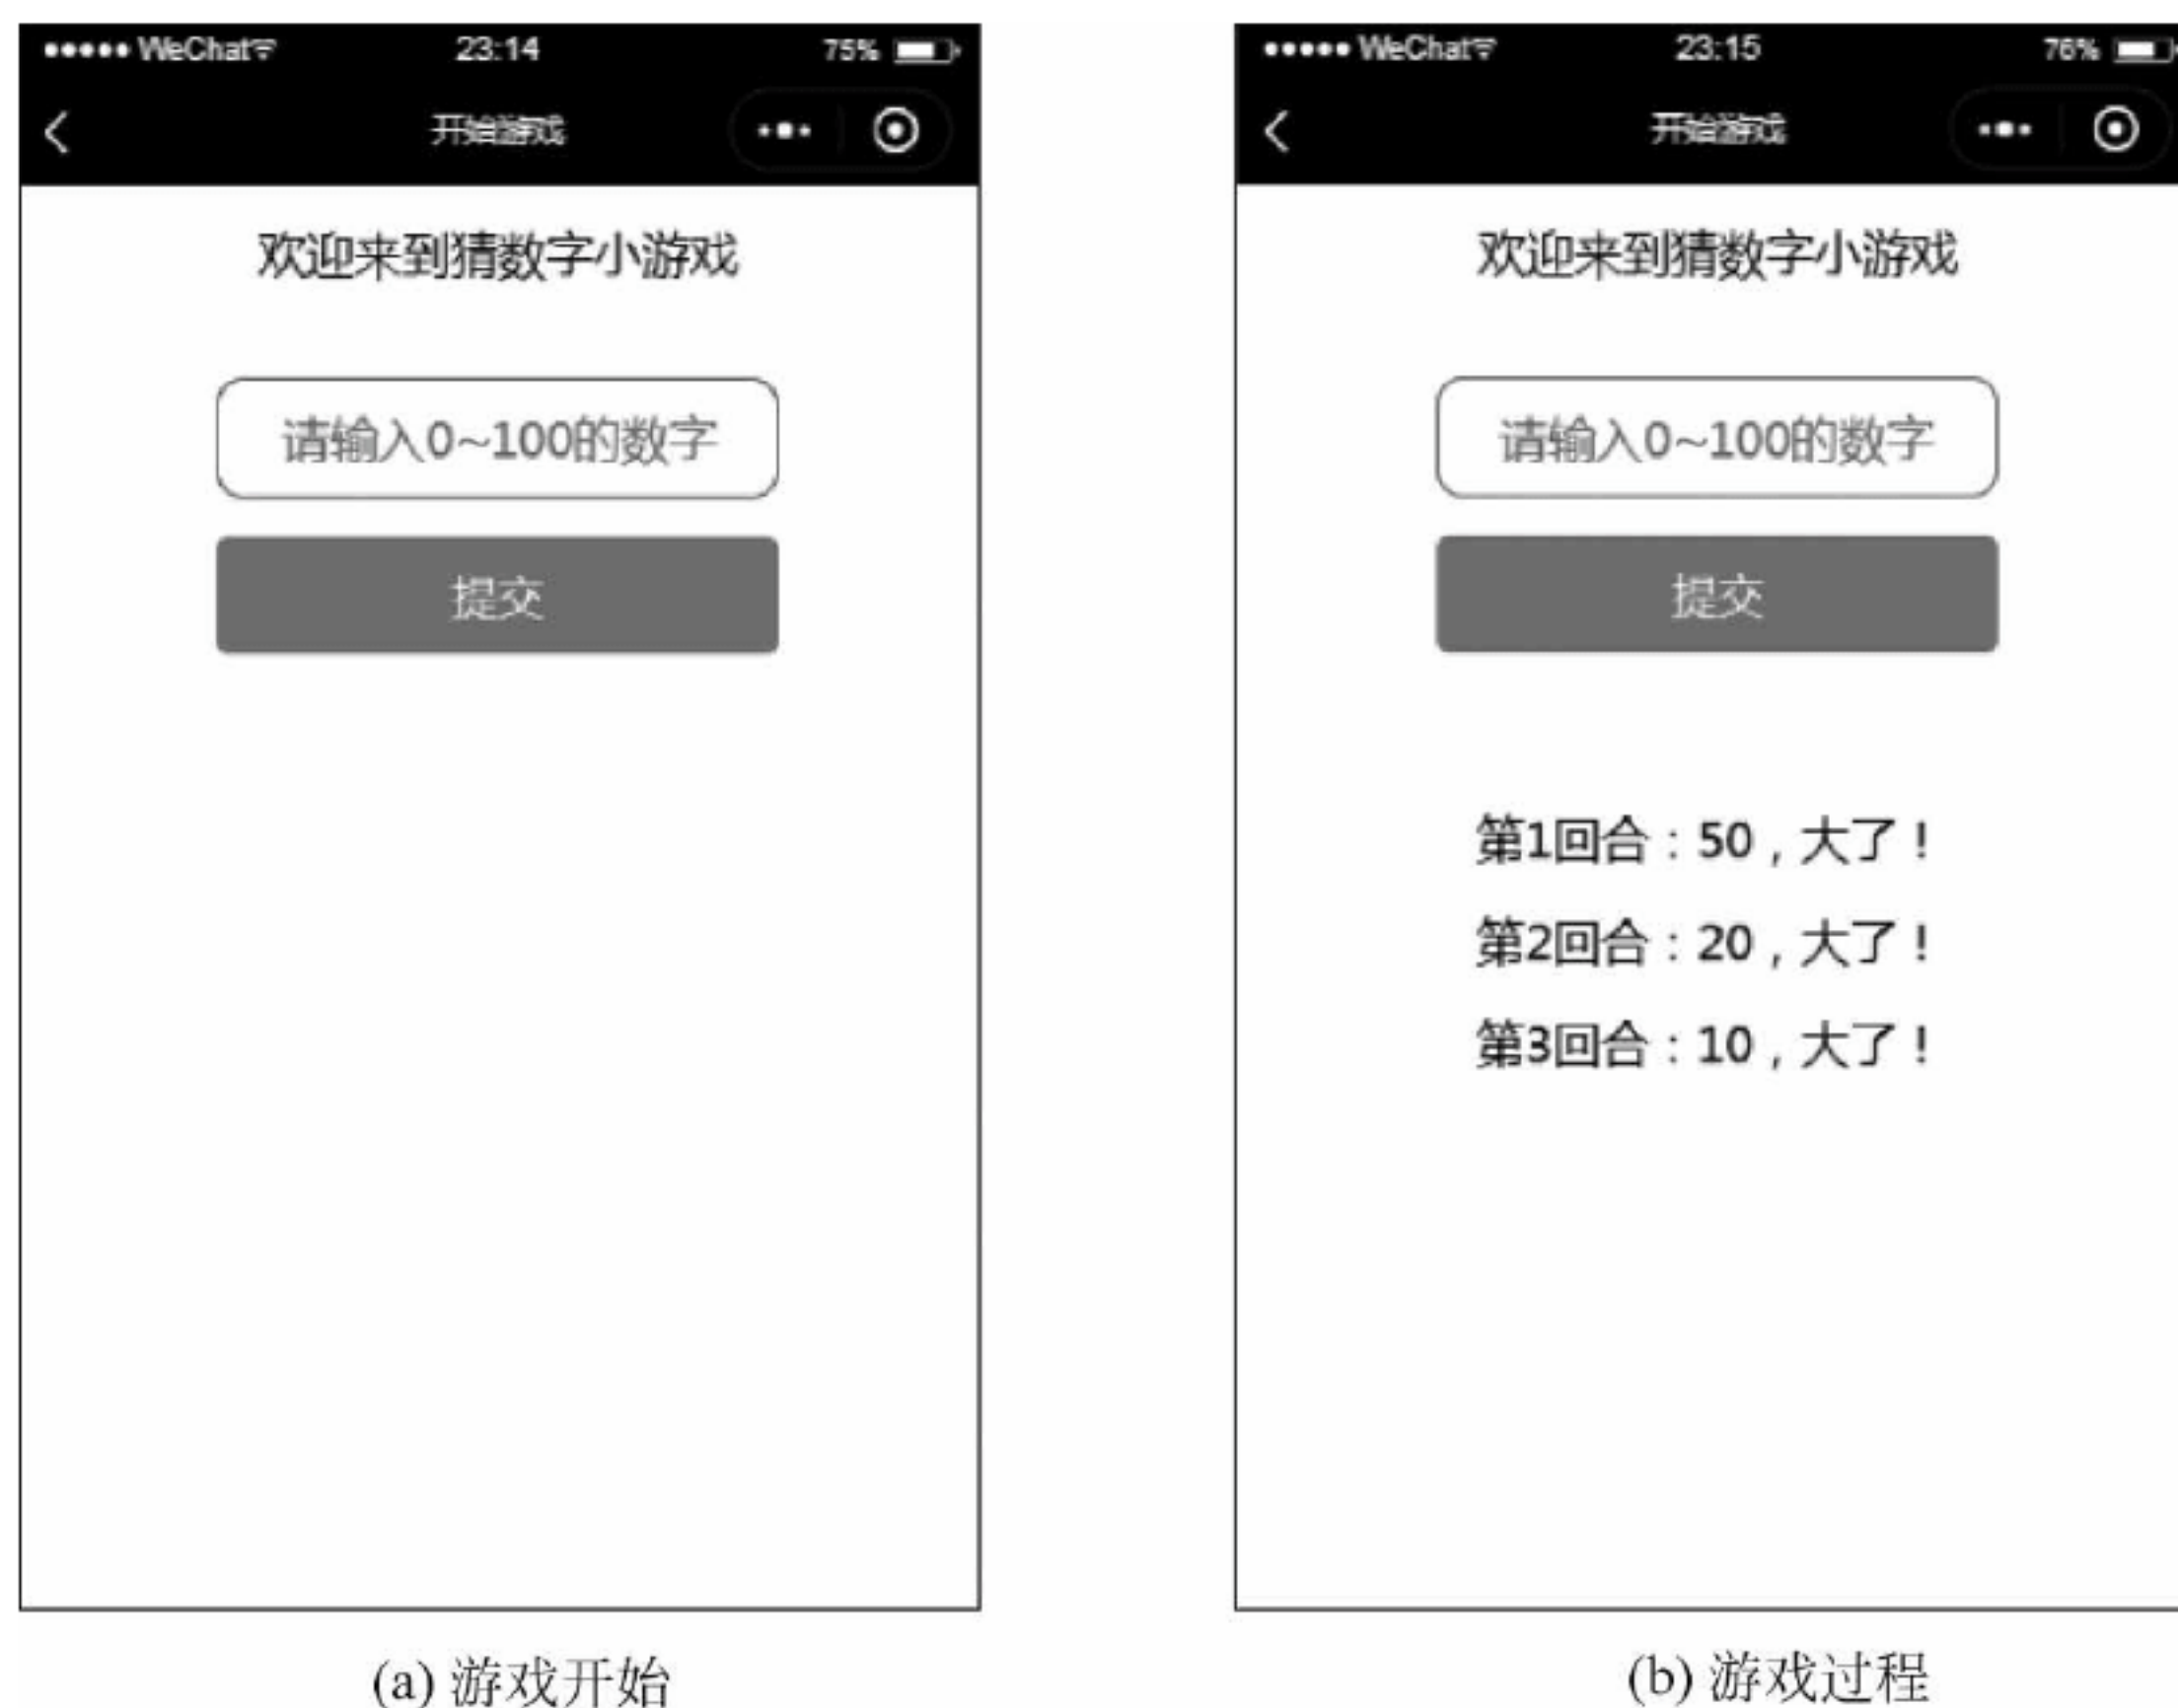 WeChat 23:14 75%
开始游戏
欢迎来到猜数字小游戏
请输入0~100的数字
提交
(a) 游戏开始
WeChat 23:15 76%
开始游戏
欢迎来到猜数字小游戏
请输入0~100的数字
提交
第1回合：50，大了！
第2回合：20，大了！
第3回合：10，大了！
(b) 游戏过程